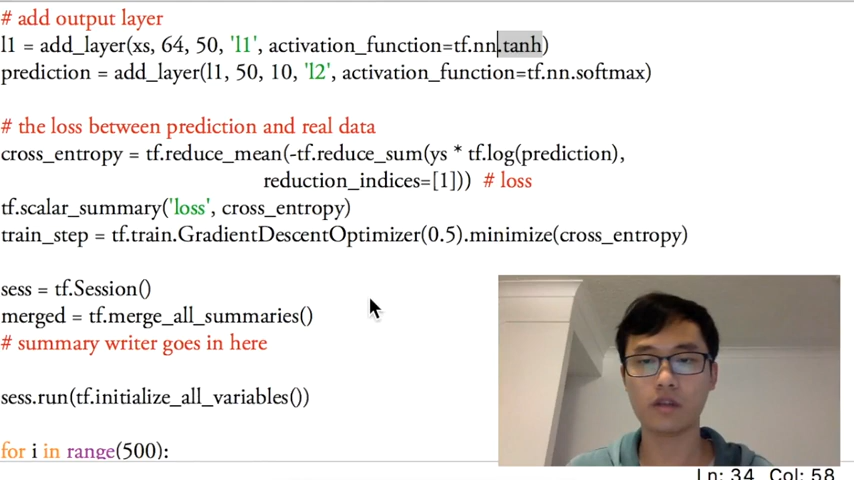 # add output layer
l1 = add_layer(xs, 64, 50, 'l1', activation_function=tf.nn.tanh)
prediction = add_layer(l1, 50, 10, 'l2', activation_function=tf.nn.softmax)
# the loss between prediction and real data
cross_entropy = tf.reduce_mean(-tf.reduce_sum(ys * tf.log(prediction),
reduction_indices=[1])) # loss
tf.scalar_summary('loss', cross_entropy)
train_step = tf.train.GradientDescentOptimizer(0.5).minimize(cross_entropy)
sess = tf.Session()
merged = tf.merge_all_summaries()
# summary writer goes in here
sess.run(tf.initialize_all_variables())
for i in range(500):
Ln: 34 Col: 58